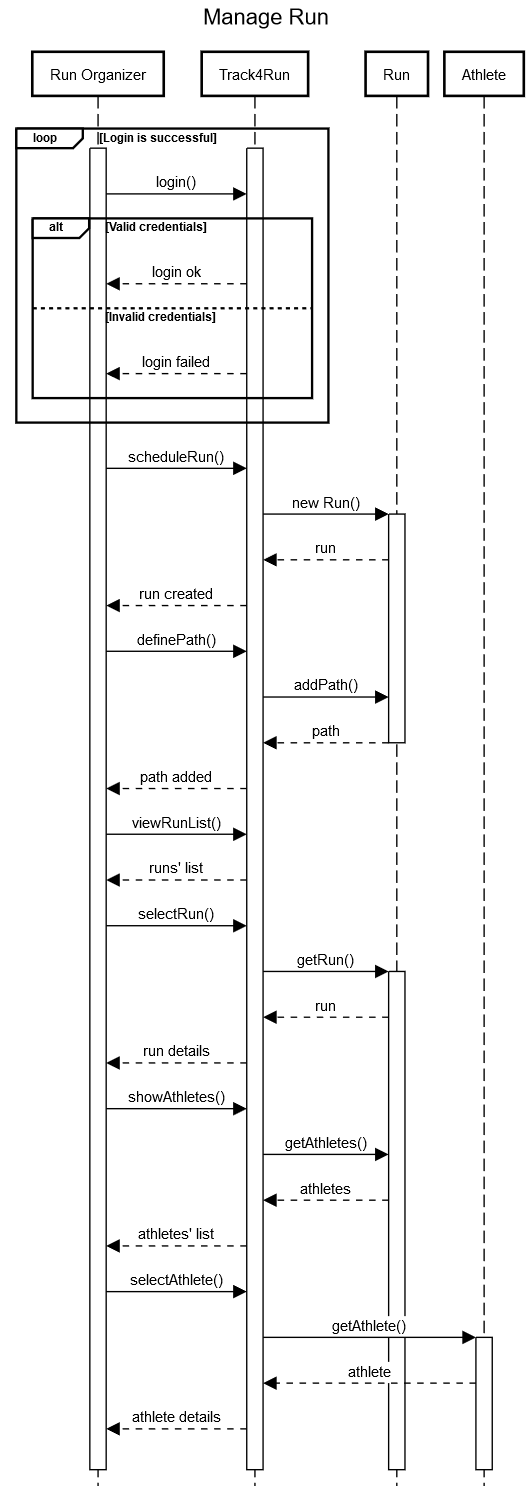 Manage Run
Run Organizer
Track4Run
Run
Athlete
loop
[Login is successful]
login()
alt
[Valid credentials]
login ok
[Invalid credentials]
login failed
scheduleRun()
new Run()
run
run created
definePath()
addPath()
path
path added
viewRunList()
runs' list
selectRun()
getRun()
run
run details
showAthletes()
getAthletes()
athletes
athletes' list
selectAthlete()
getAthlete()
athlete
athlete details